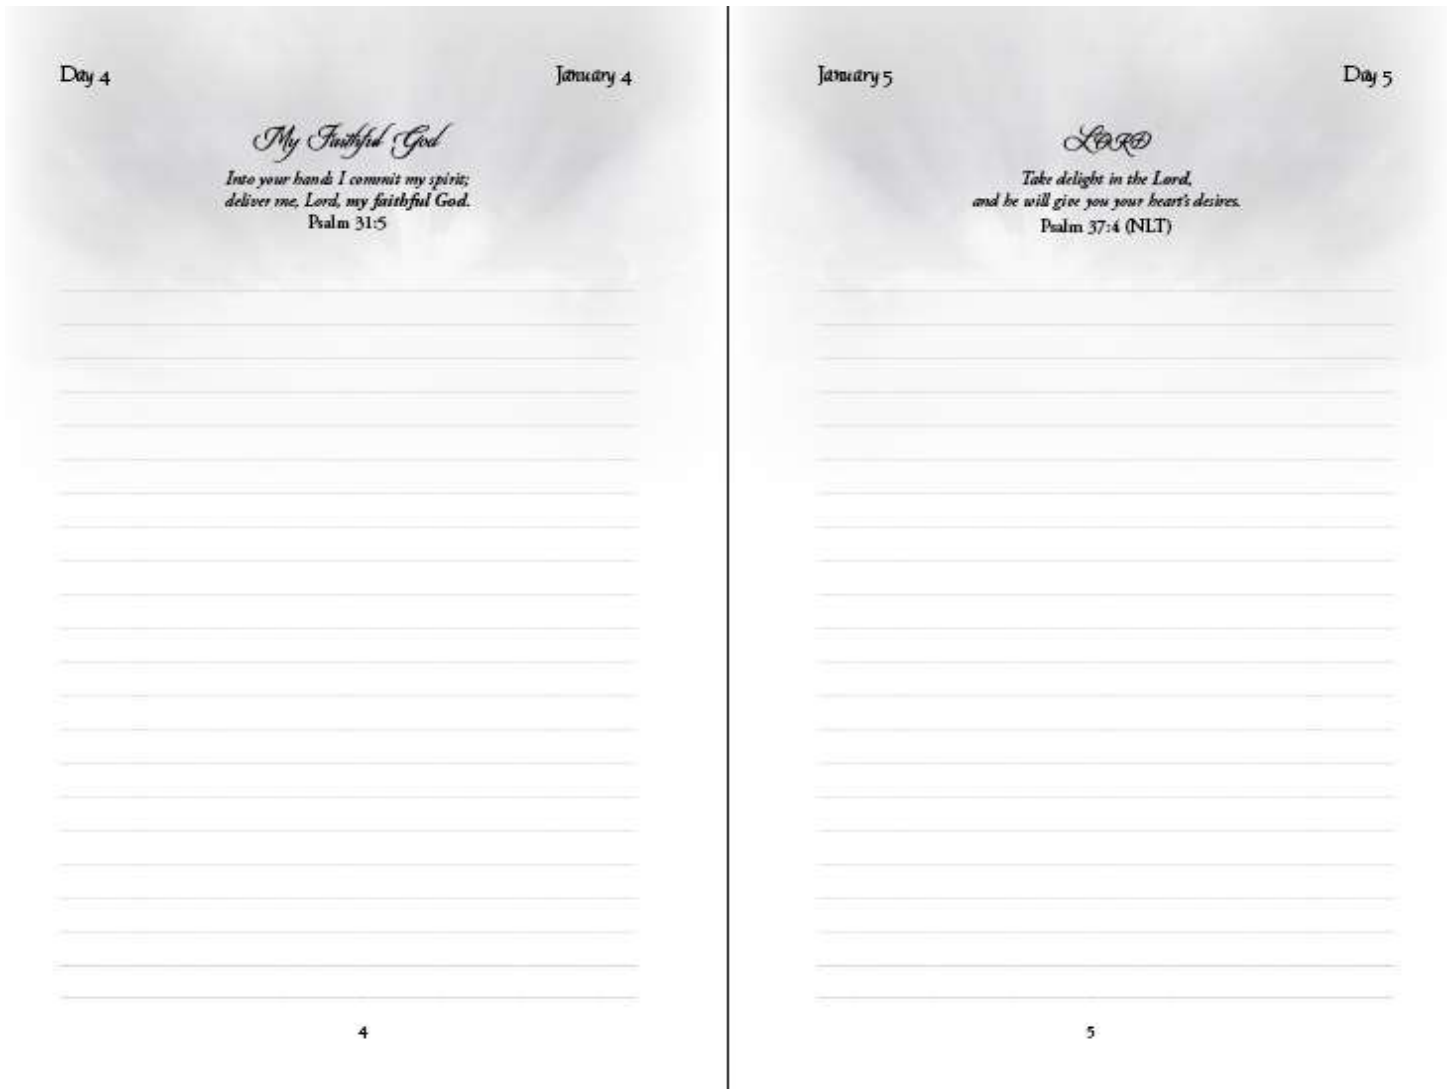 Day 4
January 4
My Faithful God
Into your hands I commit my spirit;
deliver me, Lord, my faithful God.
Psalm 31:5
4
January 5
Day 5
LORD
Take delight in the Lord,
and he will give you your heart's desires.
Psalm 37:4 (NLT)
5